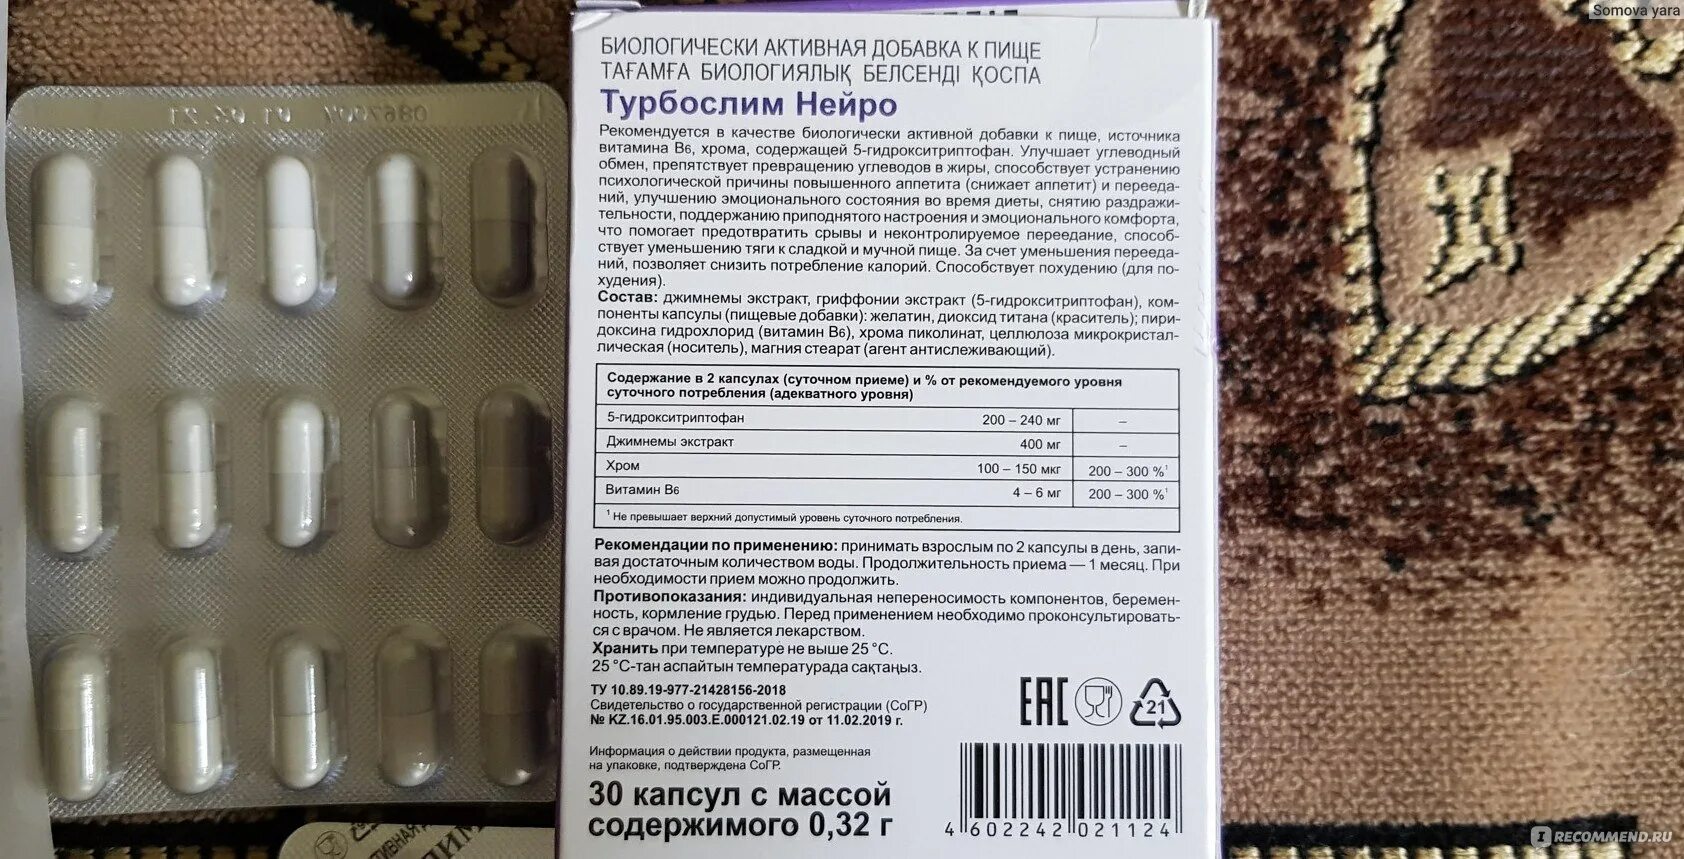 Somova yara
БИОЛОГИЧЕСКИ АКТИВНАЯ ДОБАВКА К ПИЩЕ
ТАҒАМҒА БИОЛОГИЯЛЫҚ БЕЛСЕНДІ ҚОСПА
Турбослим Нейро
Рекомендуется в качестве биологически активной добавки к пище, источника
витамина В6, хрома, содержащей 5-гидрокситриптофан. Улучшает углеводный
обмен, препятствует превращению углеводов в жиры, способствует устранению
психологической причины повышенного аппетита (снижает аппетит) и перееда-
ний, улучшению эмоционального состояния во время диеты, снятию раздражи-
тельности, поддержанию приподнятого настроения и эмоционального комфорта,
что помогает предотвратить срывы и неконтролируемое переедание, способ-
ствует уменьшению тяги к сладкой и мучной пище. За счет уменьшения перееда-
ний, позволяет снизить потребление калорий. Способствует похудению (для по-
худения).
Состав: джимнемы экстракт, гриффонии экстракт (5-гидрокситриптофан), ком-
поненты капсулы (пищевые добавки): желатин, диоксид титана (краситель); пири-
доксина гидрохлорид (витамин В6), хрома пиколинат, целлюлоза микрокристал-
лическая (носитель), магния стеарат (агент антислеживающий).
Содержание в 2 капсулах (суточном приеме) и % от рекомендуемого уровня
суточного потребления (адекватного уровня)
5-гидрокситриптофан 200 – 240 мг –
Джимнемы экстракт 400 мг –
Хром 100 – 150 мкг 200 – 300 %¹
Витамин В6 4 – 6 мг 200 – 300 %¹
¹ Не превышает верхний допустимый уровень суточного потребления.
Рекомендации по применению: принимать взрослым по 2 капсулы в день, запи-
вая достаточным количеством воды. Продолжительность приема — 1 месяц. При
необходимости прием можно продолжить.
Противопоказания: индивидуальная непереносимость компонентов, беремен-
ность, кормление грудью. Перед применением необходимо проконсультировать-
ся с врачом. Не является лекарством.
Хранить при температуре не выше 25 °С.
25 °С-тан аспайтын температурада сақтаңыз.
ТУ 10.89.19-977-21428156-2018
Свидетельство о государственной регистрации (СоГР)
№ KZ.16.01.95.003.E.000121.02.19 от 11.02.2019 г.
EAC
21
Информация о действии продукта, размещенная
на упаковке, подтверждена СоГР.
30 капсул с массой
содержимого 0,32 г
4 602242 021124
IRECOMMEND.RU